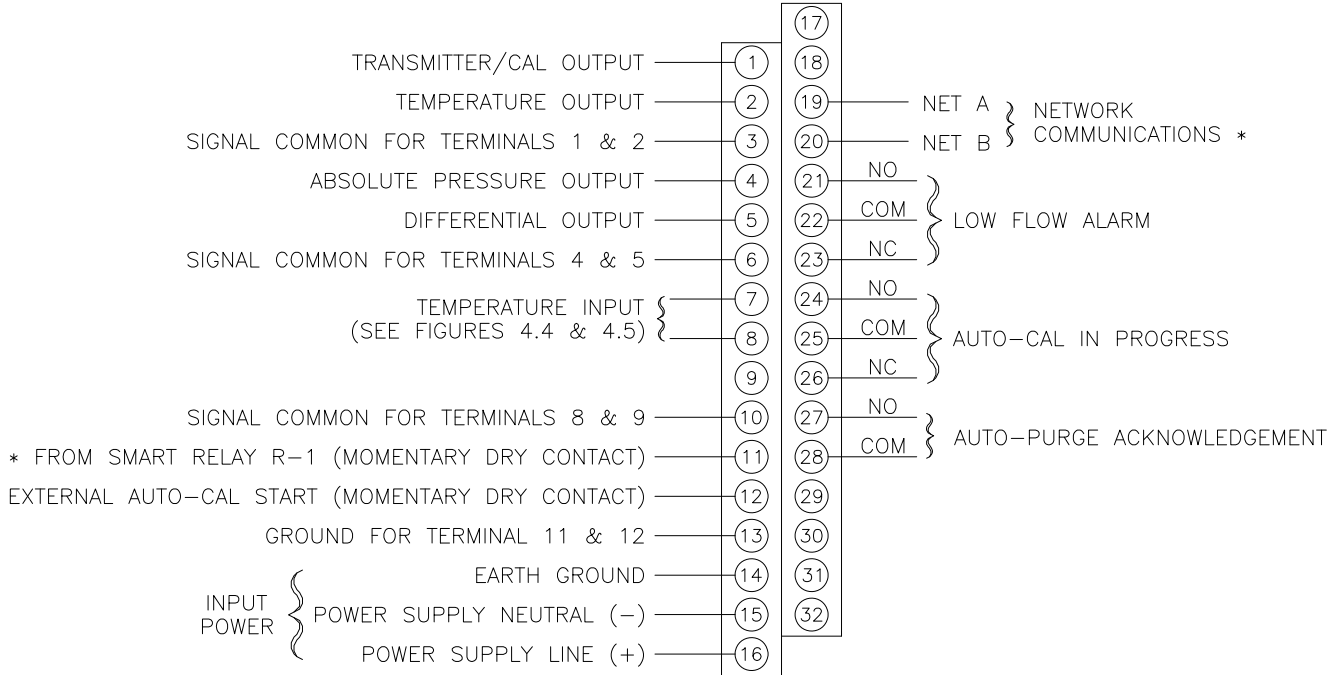 17
TRANSMITTER/CAL OUTPUT 1 18
TEMPERATURE OUTPUT 2 19 NET A
NETWORK
COMMUNICATIONS *
SIGNAL COMMON FOR TERMINALS 1 & 2 3 20 NET B
ABSOLUTE PRESSURE OUTPUT 4 21 NO
DIFFERENTIAL OUTPUT 5 22 COM LOW FLOW ALARM
SIGNAL COMMON FOR TERMINALS 4 & 5 6 23 NC
TEMPERATURE INPUT 7 24 NO
(SEE FIGURES 4.4 & 4.5) 8 25 COM AUTO-CAL IN PROGRESS
9 26 NC
SIGNAL COMMON FOR TERMINALS 8 & 9 10 27 NO
AUTO-PURGE ACKNOWLEDGEMENT
* FROM SMART RELAY R-1 (MOMENTARY DRY CONTACT) 11 28 COM
EXTERNAL AUTO-CAL START (MOMENTARY DRY CONTACT) 12 29
GROUND FOR TERMINAL 11 & 12 13 30
EARTH GROUND 14 31
INPUT
POWER
POWER SUPPLY NEUTRAL (-) 15 32
POWER SUPPLY LINE (+) 16